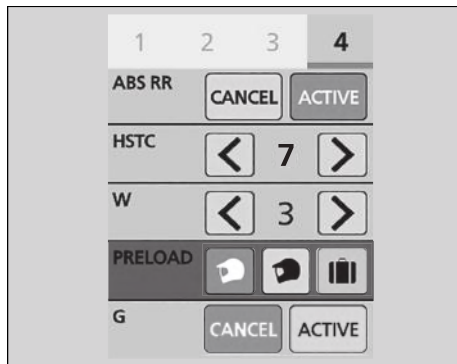 1 2 3 4
ABS RR CANCEL ACTIVE
HSTC 7
W 3
PRELOAD
G CANCEL ACTIVE